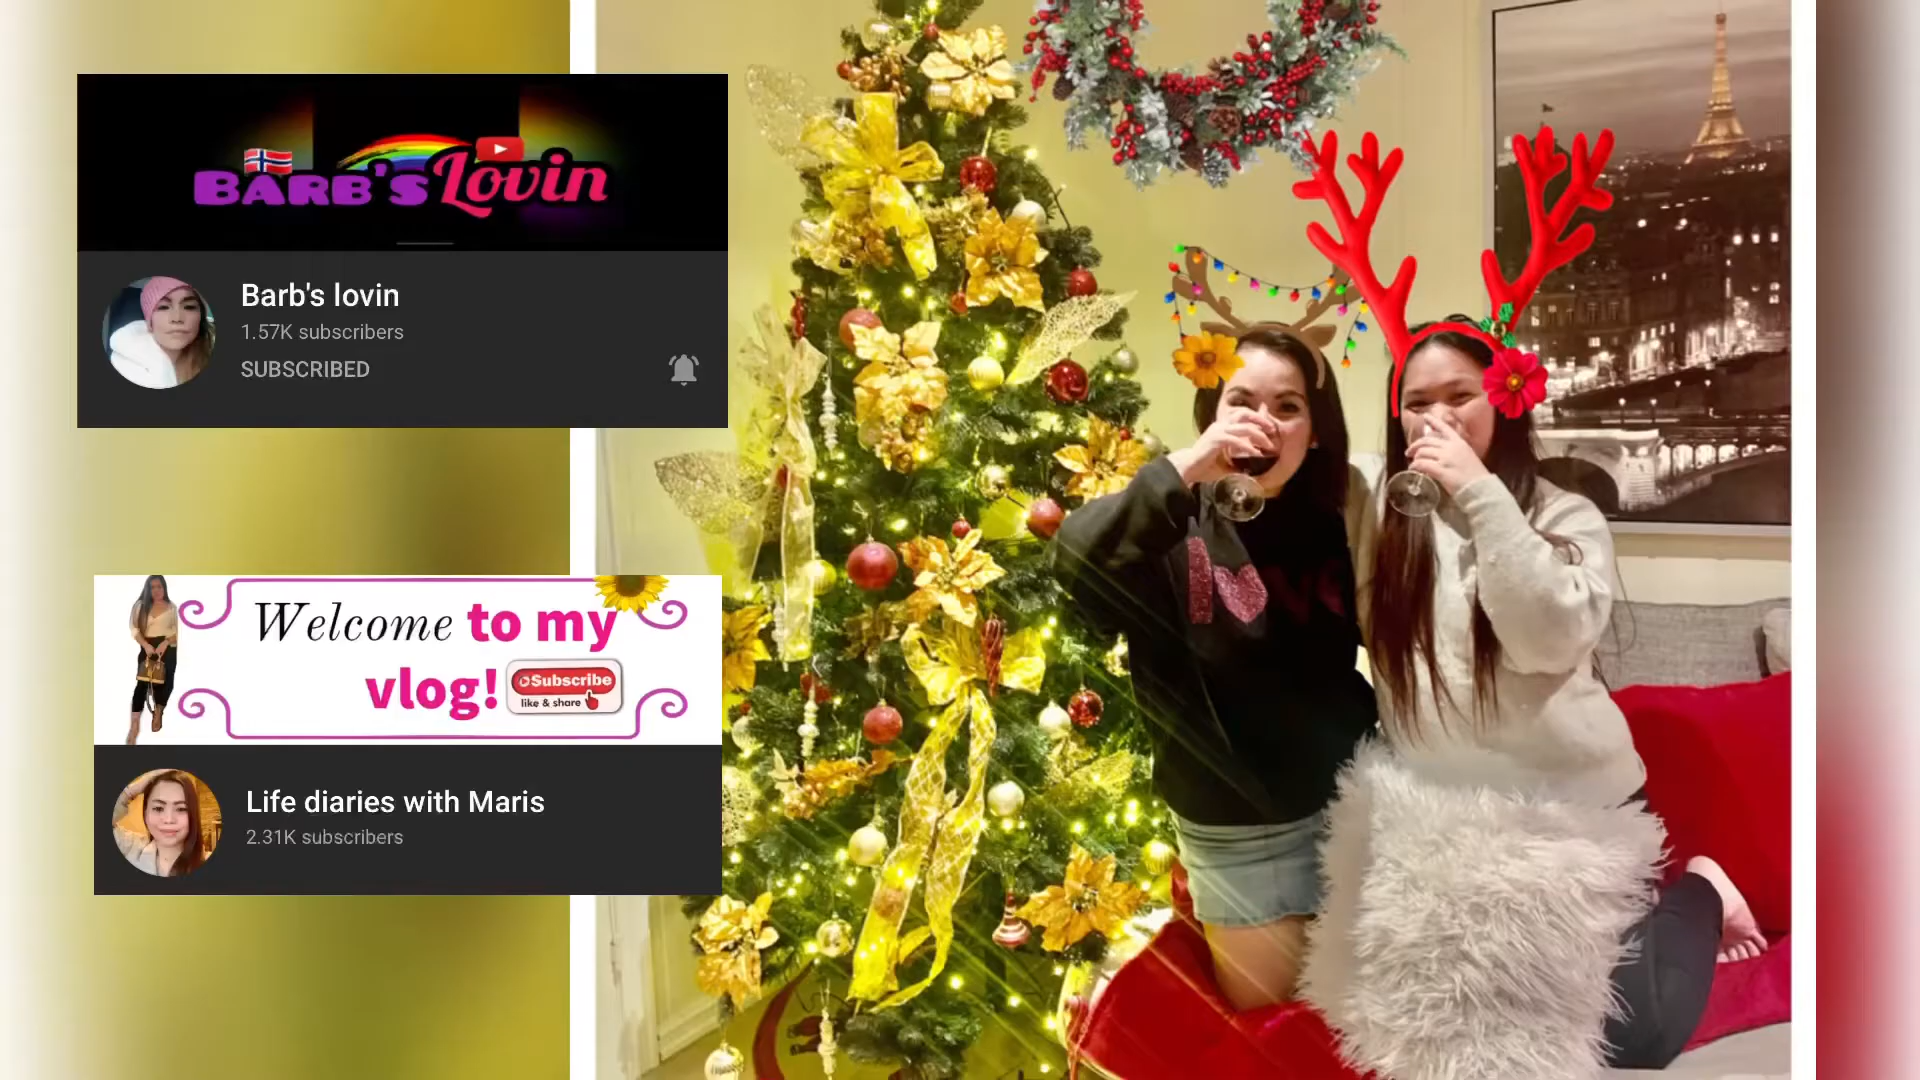 BARB'S Lovin
Barb's lovin
1.57K subscribers
SUBSCRIBED
Welcome to my
vlog!
Subscribe
like & share
Life diaries with Maris
2.31K subscribers